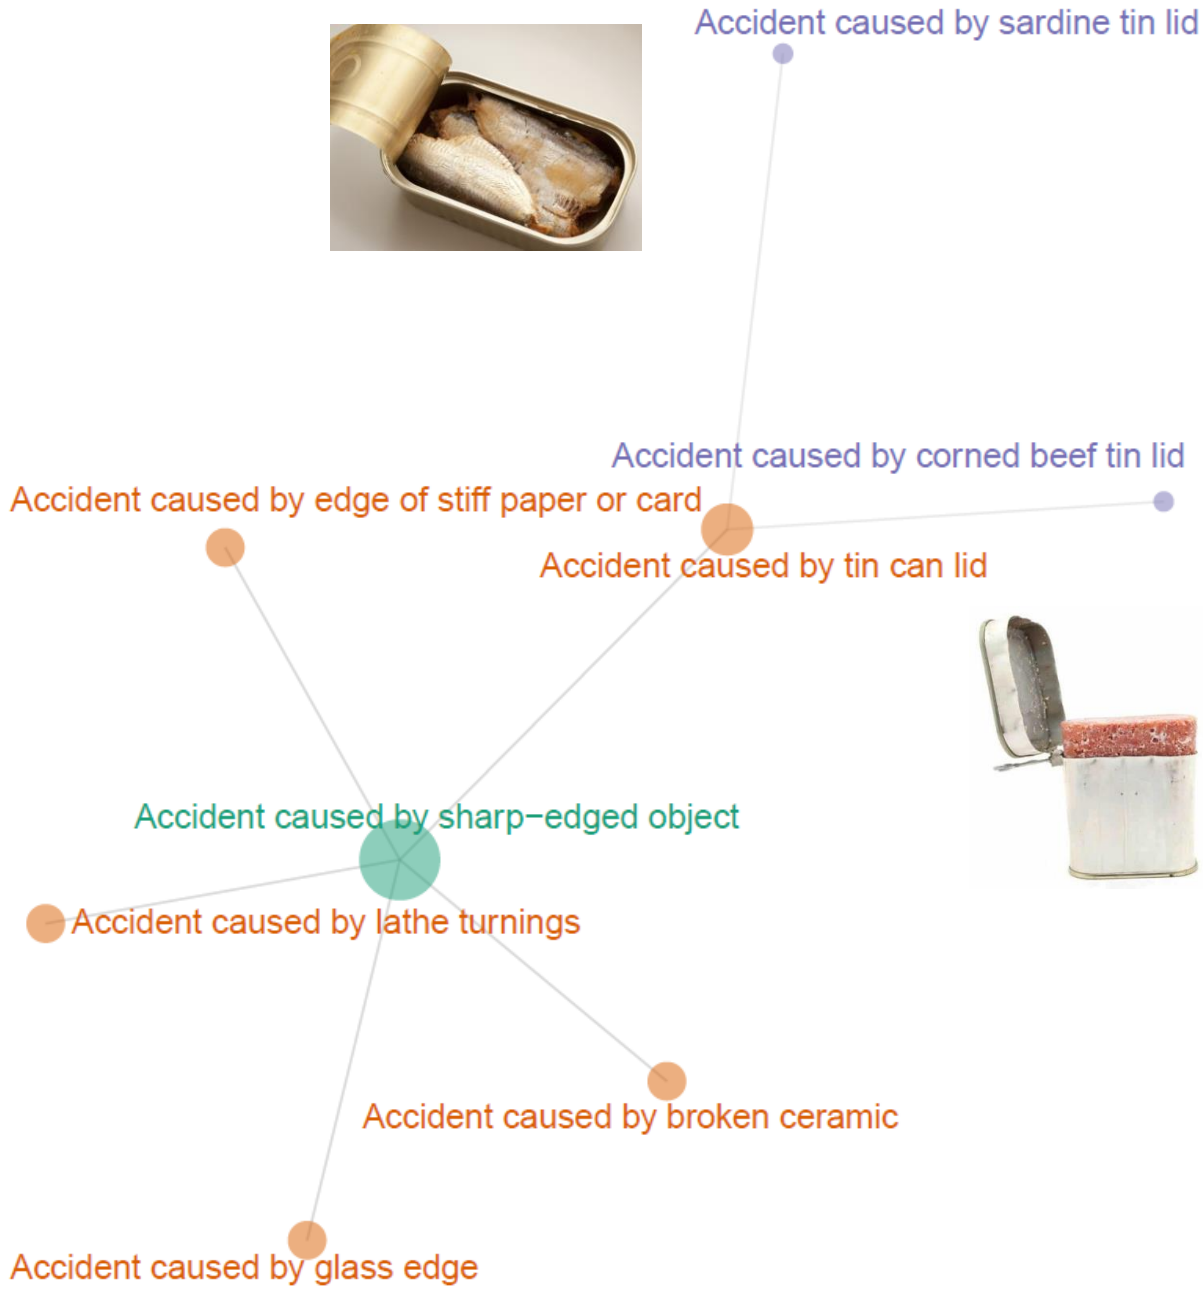 Accident caused by sardine tin lid
Accident caused by corned beef tin lid
Accident caused by edge of stiff paper or card
Accident caused by tin can lid
Accident caused by sharp−edged object
Accident caused by lathe turnings
Accident caused by broken ceramic
Accident caused by glass edge